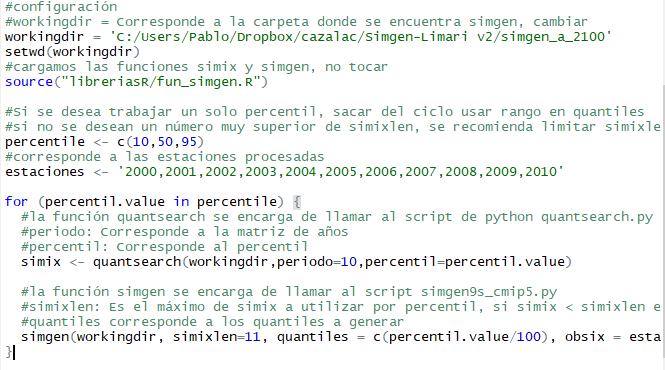 #configuración
#workingdir = Corresponde a la carpeta donde se encuentra simgen, cambiar
workingdir = 'C:/Users/Pablo/Dropbox/cazalac/Simgen-Limari v2/simgen_a_2100'
setwd(workingdir)
#cargamos las funciones simix y simgen, no tocar
source("libreriasR/fun_simgen.R")
#Si se desea trabajar un solo percentil, sacar del ciclo usar rango en quantiles
#si no se desean un número muy superior de simixlen, se recomienda limitar simixle
percentile <- c(10,50,95)
#corresponde a las estaciones procesadas
estaciones <- '2000,2001,2002,2003,2004,2005,2006,2007,2008,2009,2010'
for (percentil.value in percentile) {
#la función quantsearch se encarga de llamar al script de python quantsearch.py
#periodo: Corresponde a la matriz de años
#percentil: Corresponde al percentil
simix <- quantsearch(workingdir,periodo=10,percentil=percentil.value)
#la función simgen se encarga de llamar al script simgen9s_cmip5.py
#simixlen: Es el máximo de simix a utilizar por percentil, si simix < simixlen e
#quantiles corresponde a los quantiles a generar
simgen(workingdir, simixlen=11, quantiles = c(percentil.value/100), obsix = esta
}